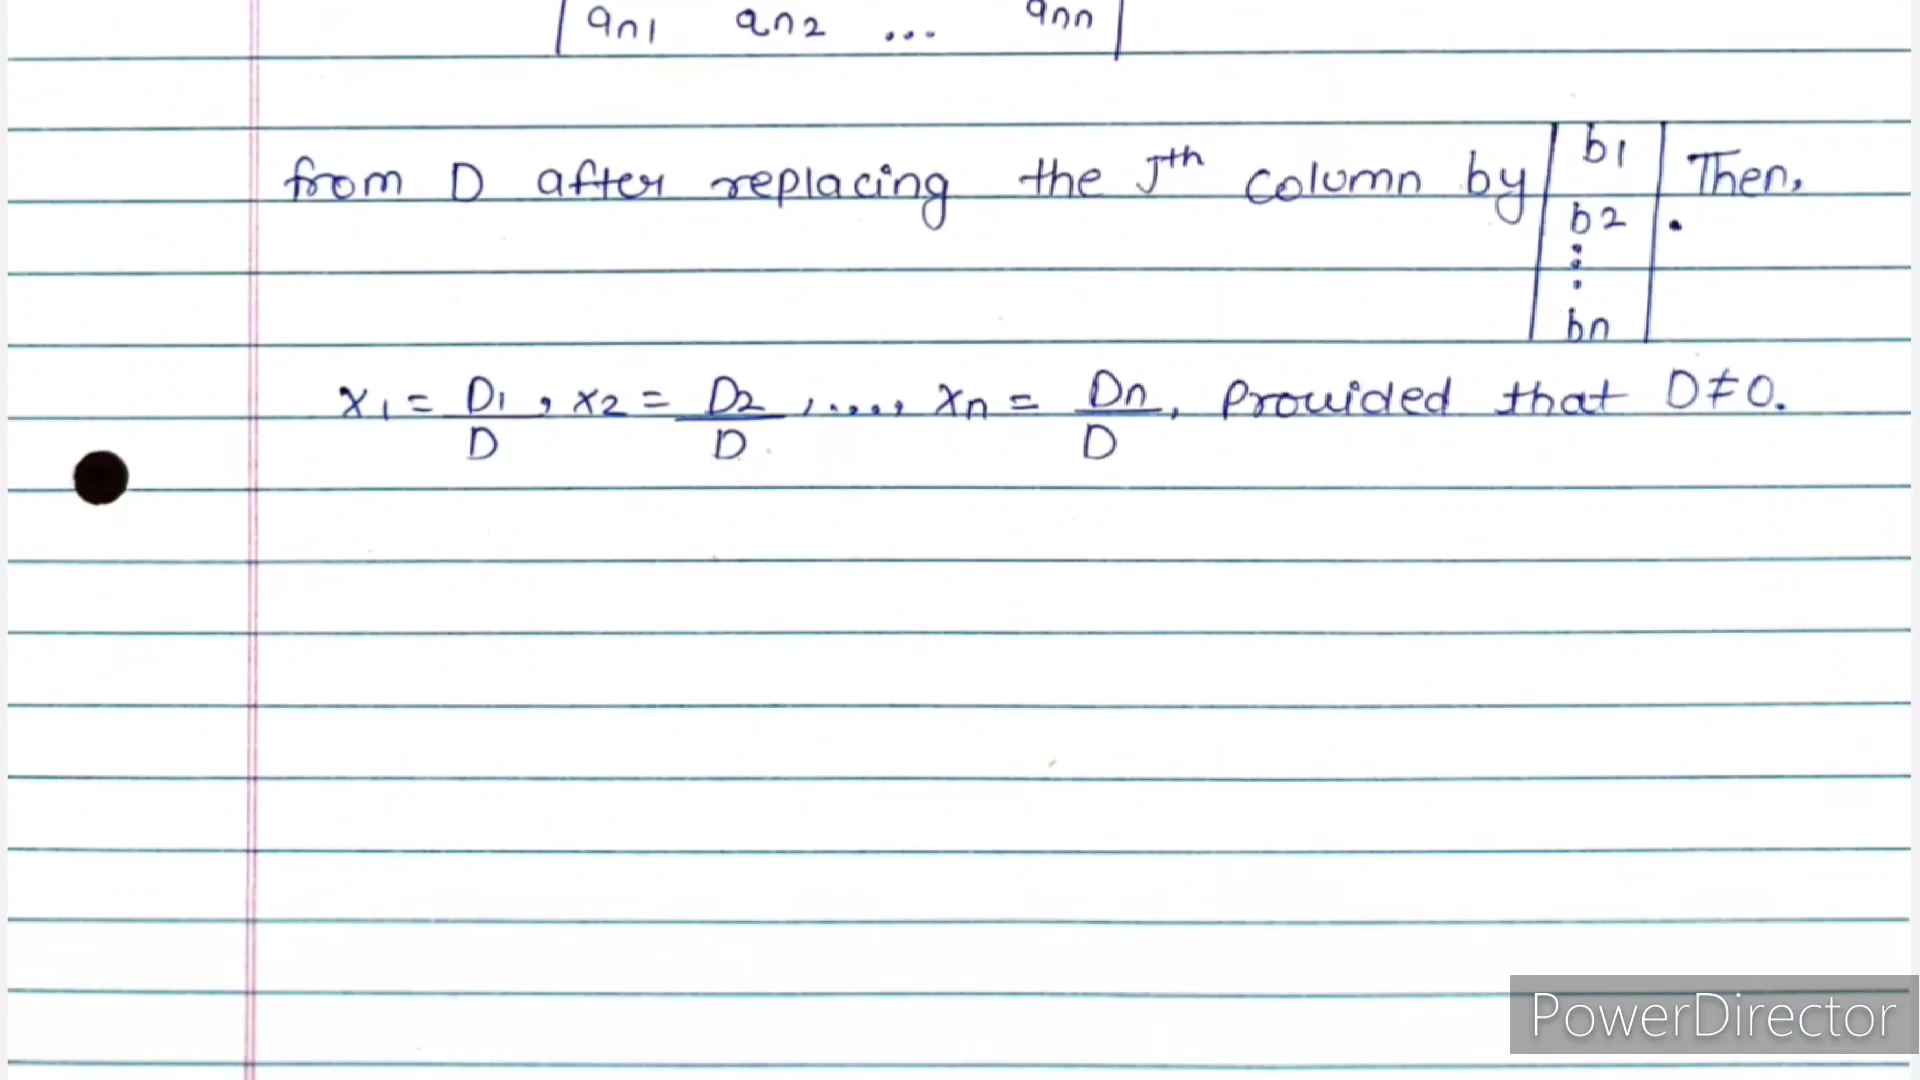 an1 an2 ... ann
from D after replacing the Jth column by | b1 b2 ⋮ bn | . Then,
x1 = D1/D , x2 = D2/D , ...., xn = Dn/D , Provided that D ≠ 0.
PowerDirector